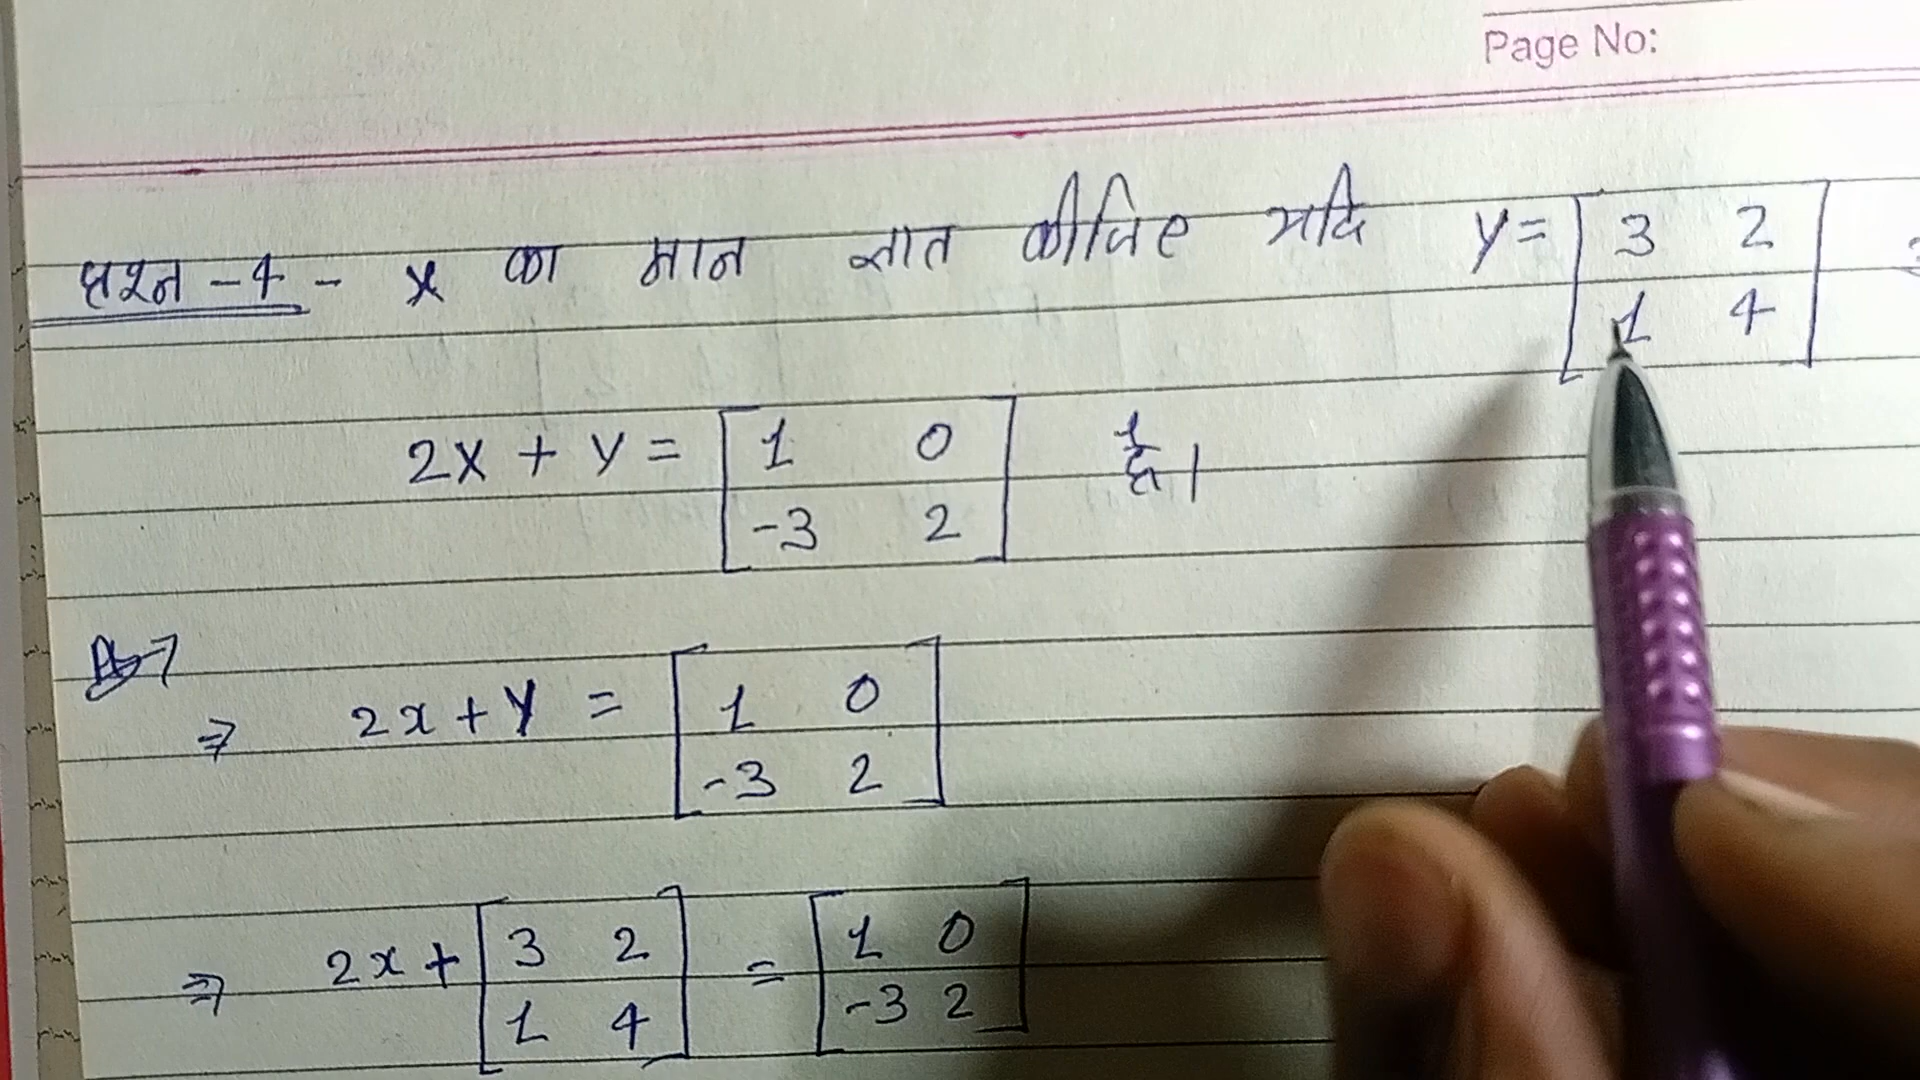 Page No:
प्रश्न -4 - x का मान ज्ञात कीजिए यदि y = [3 2
1 4]
2X + y = [1 0
-3 2] है।
⇒ 2x + y = [1 0
-3 2]
⇒ 2x + [3 2
1 4] = [1 0
-3 2]